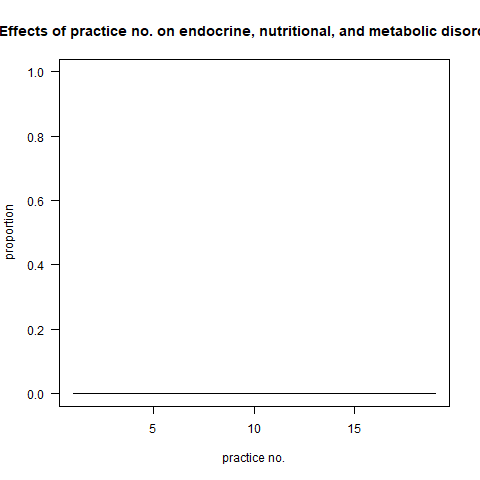 Effects of practice no. on endocrine, nutritional, and metabolic disor
1.0
0.8
0.6
0.4
0.2
0.0
proportion
5 10 15
practice no.